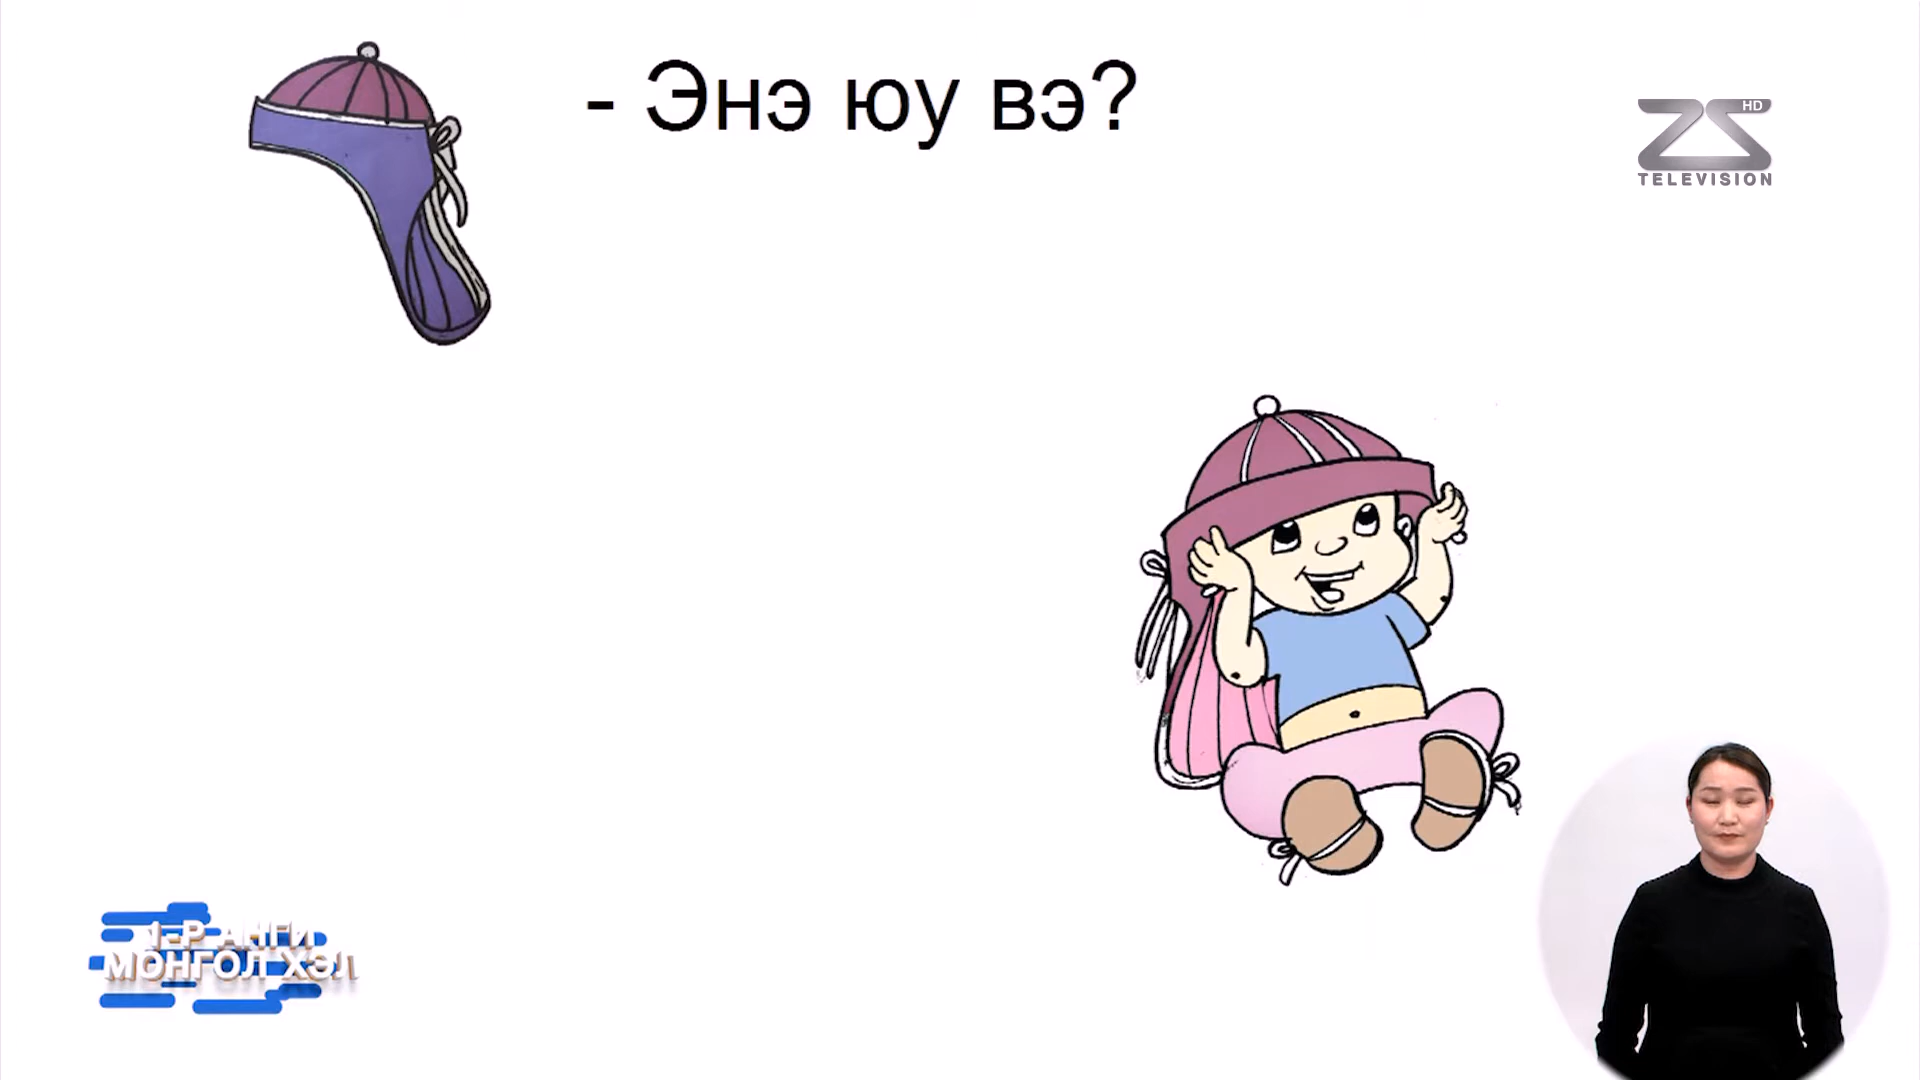 - Энэ юу вэ?
HD
TELEVISION
1-Р АНГИ
МОНГОЛ ХЭЛ